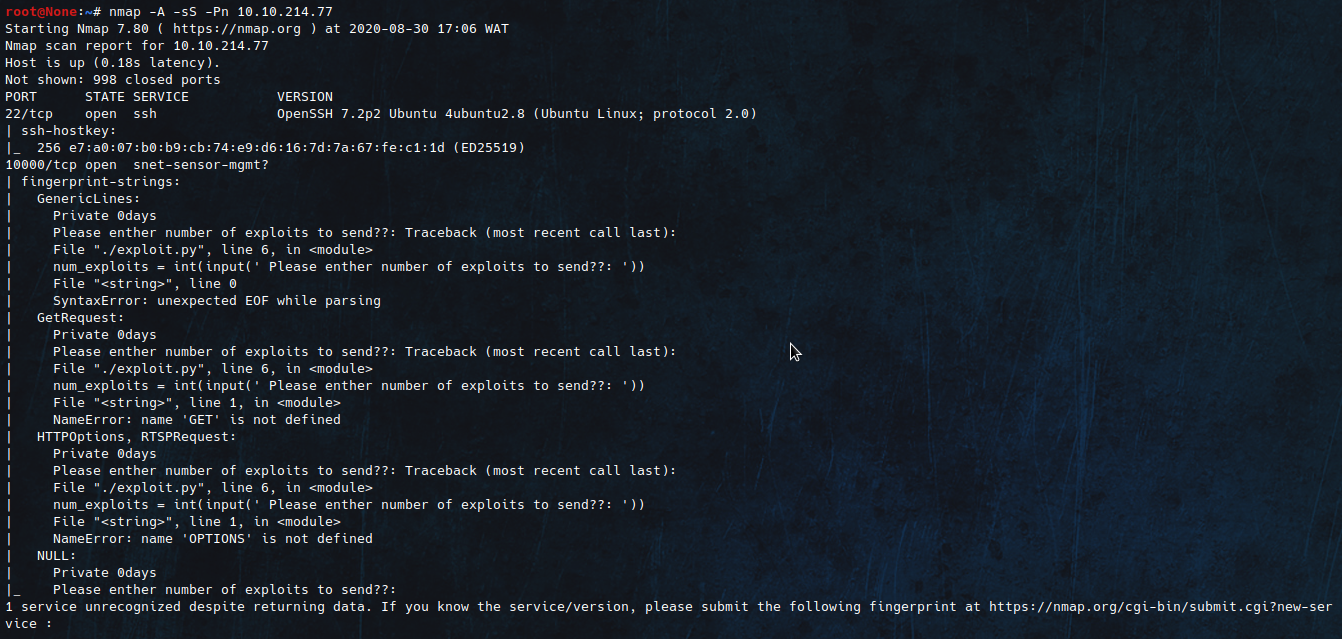 root@None:~# nmap -A -sS -Pn 10.10.214.77
Starting Nmap 7.80 ( https://nmap.org ) at 2020-08-30 17:06 WAT
Nmap scan report for 10.10.214.77
Host is up (0.18s latency).
Not shown: 998 closed ports
PORT      STATE SERVICE           VERSION
22/tcp    open  ssh               OpenSSH 7.2p2 Ubuntu 4ubuntu2.8 (Ubuntu Linux; protocol 2.0)
| ssh-hostkey:
|_  256 e7:a0:07:b0:b9:cb:74:e9:d6:16:7d:7a:67:fe:c1:1d (ED25519)
10000/tcp open  snet-sensor-mgmt?
| fingerprint-strings:
|   GenericLines:
|     Private 0days
|     Please enther number of exploits to send??: Traceback (most recent call last):
|     File "./exploit.py", line 6, in <module>
|     num_exploits = int(input(' Please enther number of exploits to send??: '))
|     File "<string>", line 0
|     SyntaxError: unexpected EOF while parsing
|   GetRequest:
|     Private 0days
|     Please enther number of exploits to send??: Traceback (most recent call last):
|     File "./exploit.py", line 6, in <module>
|     num_exploits = int(input(' Please enther number of exploits to send??: '))
|     File "<string>", line 1, in <module>
|     NameError: name 'GET' is not defined
|   HTTPOptions, RTSPRequest:
|     Private 0days
|     Please enther number of exploits to send??: Traceback (most recent call last):
|     File "./exploit.py", line 6, in <module>
|     num_exploits = int(input(' Please enther number of exploits to send??: '))
|     File "<string>", line 1, in <module>
|     NameError: name 'OPTIONS' is not defined
|   NULL:
|     Private 0days
|_    Please enther number of exploits to send??:
1 service unrecognized despite returning data. If you know the service/version, please submit the following fingerprint at https://nmap.org/cgi-bin/submit.cgi?new-ser
vice :